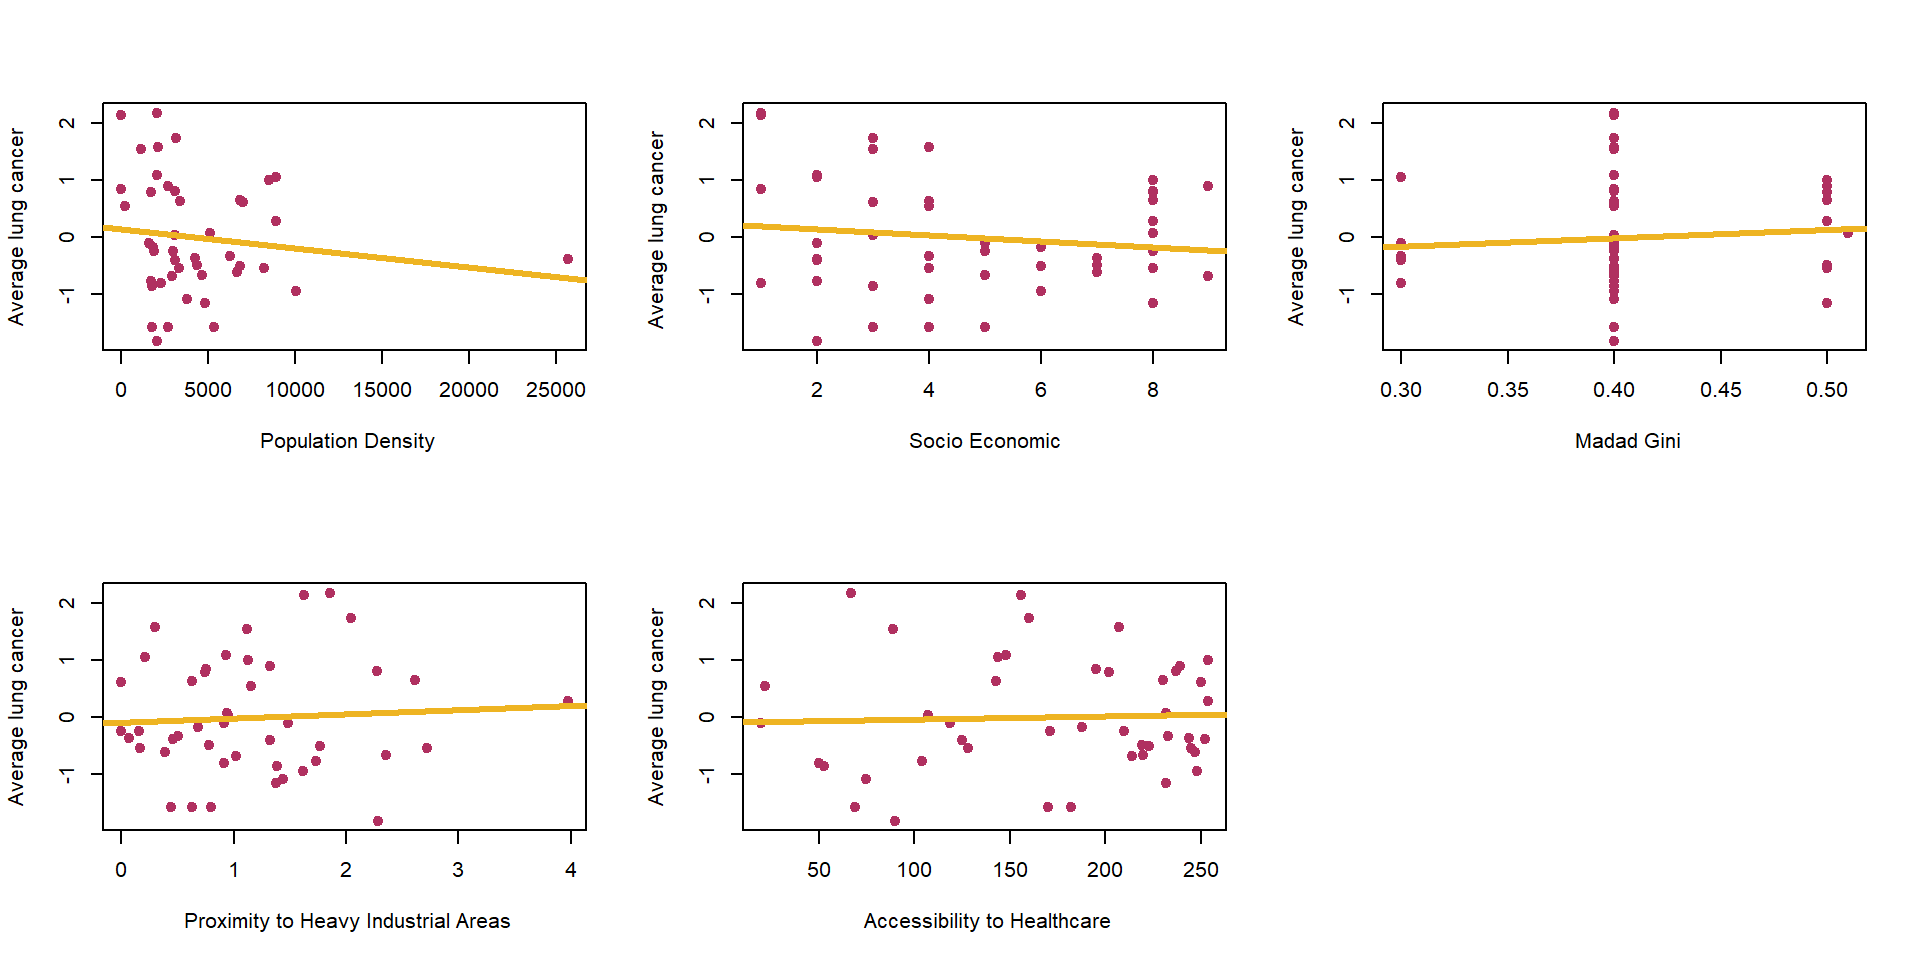 Average lung cancer
2
1
0
-1
0 5000 10000 15000 20000 25000
Population Density
Average lung cancer
2
1
0
-1
2 4 6 8
Socio Economic
Average lung cancer
2
1
0
-1
0.30 0.35 0.40 0.45 0.50
Madad Gini
Average lung cancer
2
1
0
-1
0 1 2 3 4
Proximity to Heavy Industrial Areas
Average lung cancer
2
1
0
-1
50 100 150 200 250
Accessibility to Healthcare